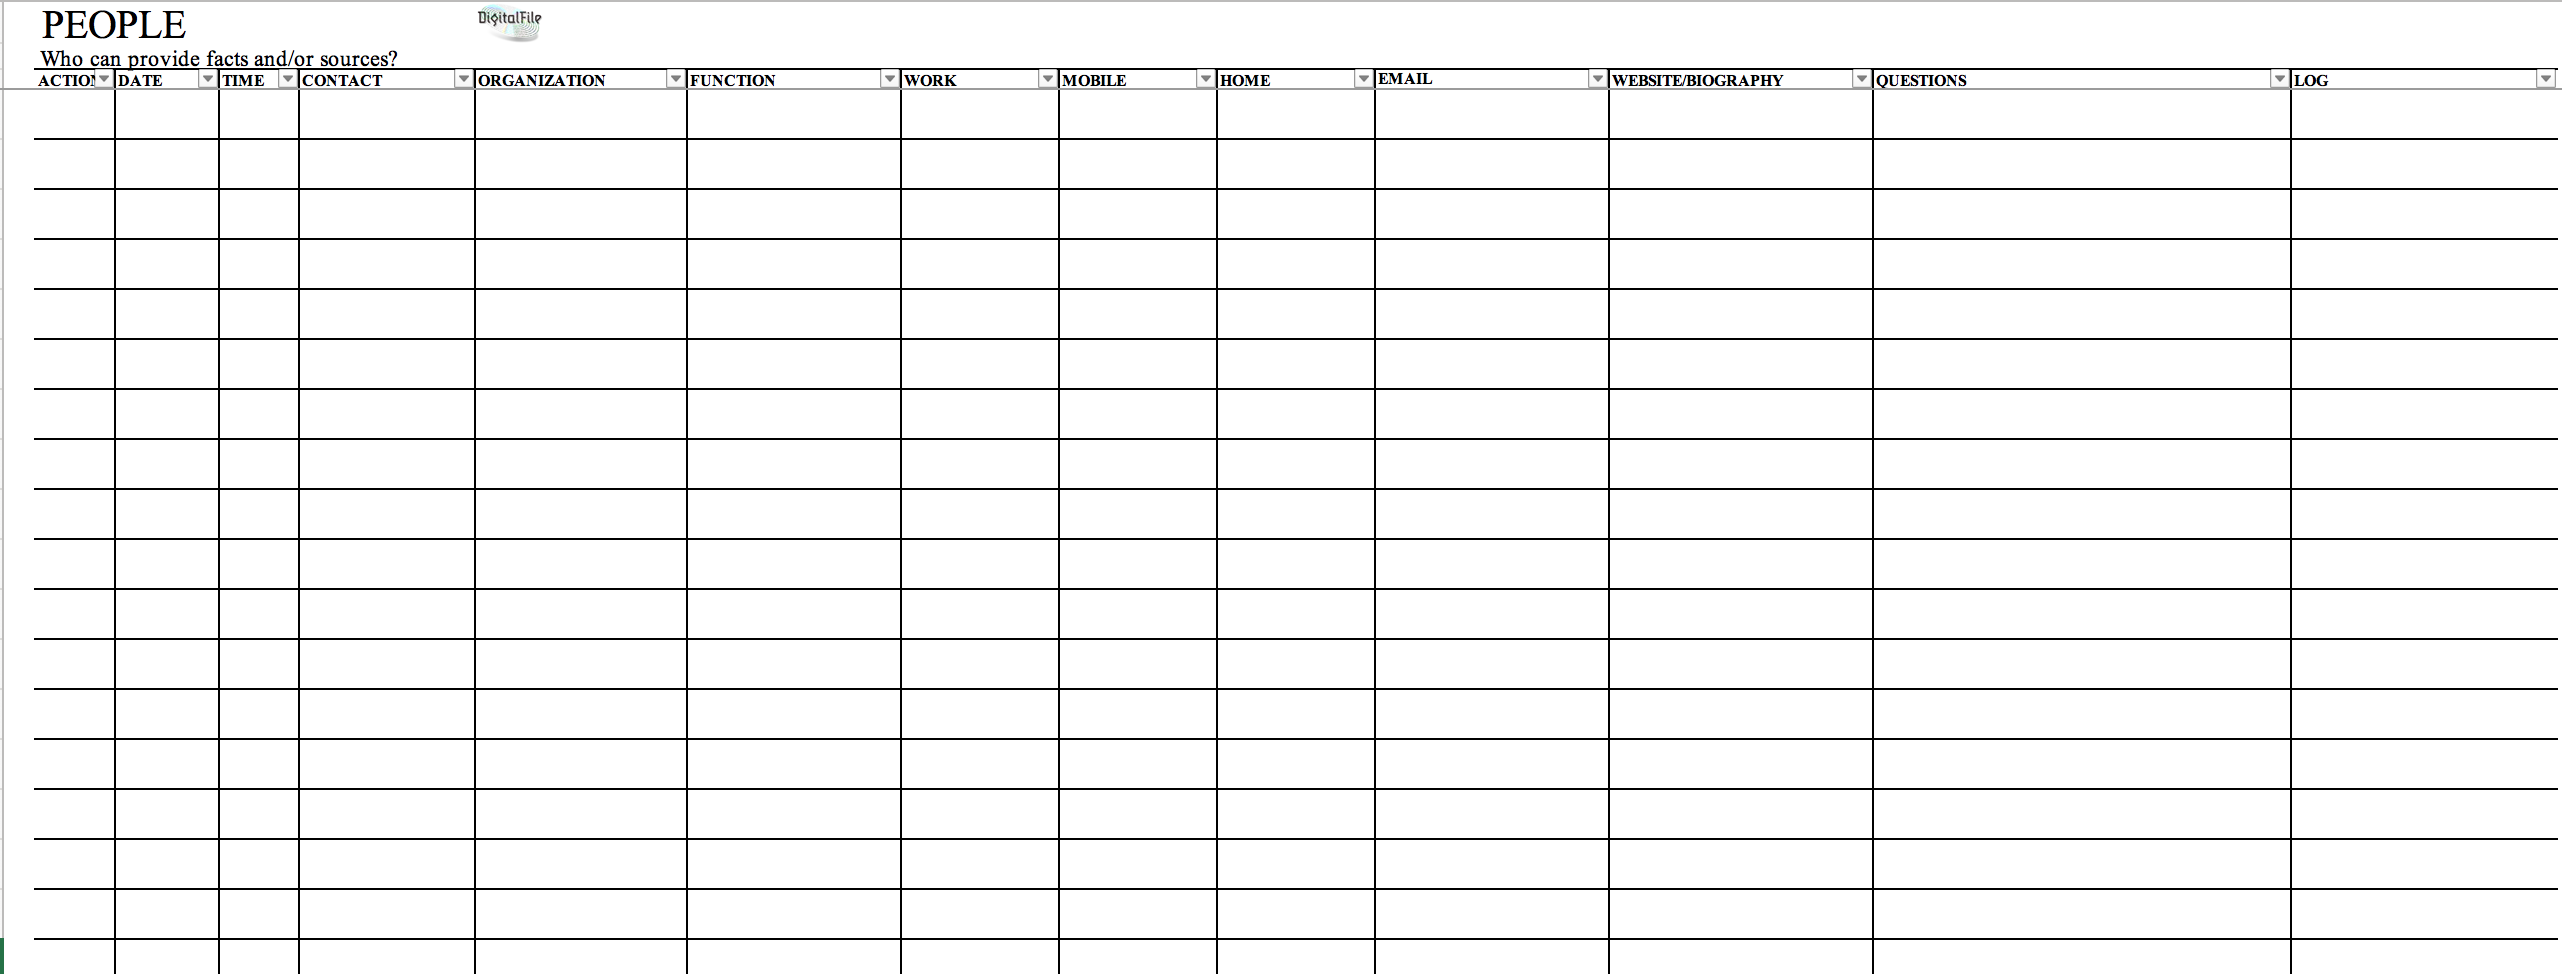 PEOPLE
DigitalFile
Who can provide facts and/or sources?
ACTION DATE TIME CONTACT ORGANIZATION FUNCTION WORK MOBILE HOME EMAIL WEBSITE/BIOGRAPHY QUESTIONS LOG